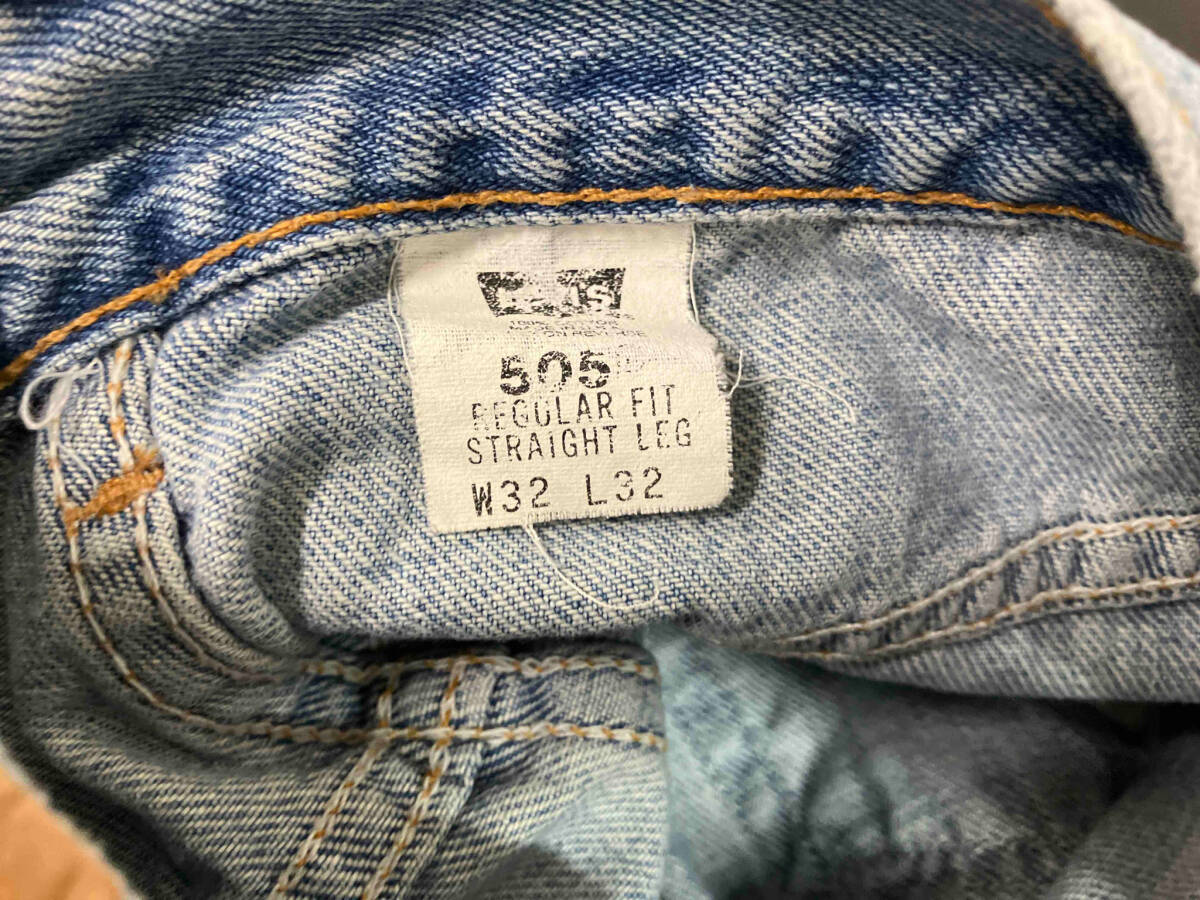 505
REGULAR FIT
STRAIGHT LEG
W32 L32